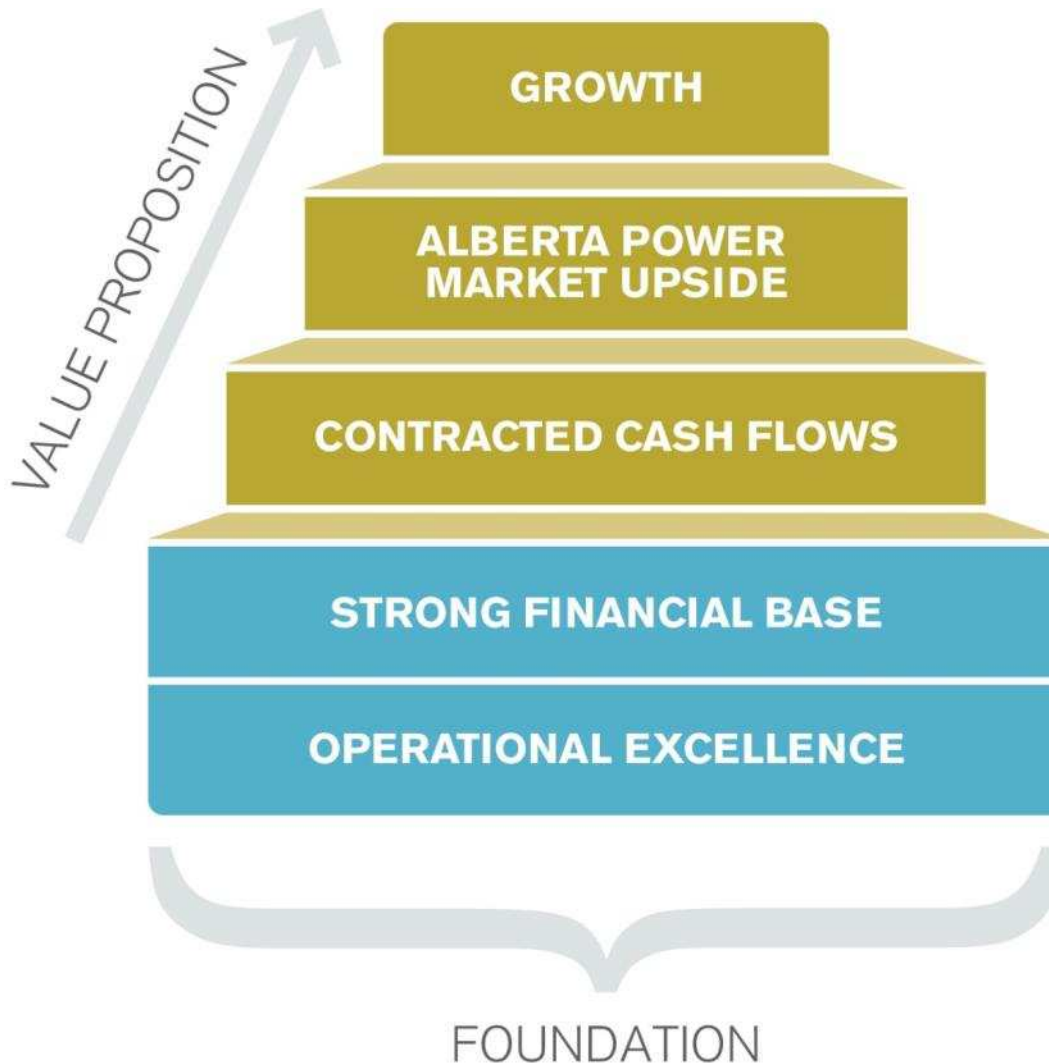 VALUE PROPOSITION
GROWTH
ALBERTA POWER
MARKET UPSIDE
CONTRACTED CASH FLOWS
STRONG FINANCIAL BASE
OPERATIONAL EXCELLENCE
FOUNDATION